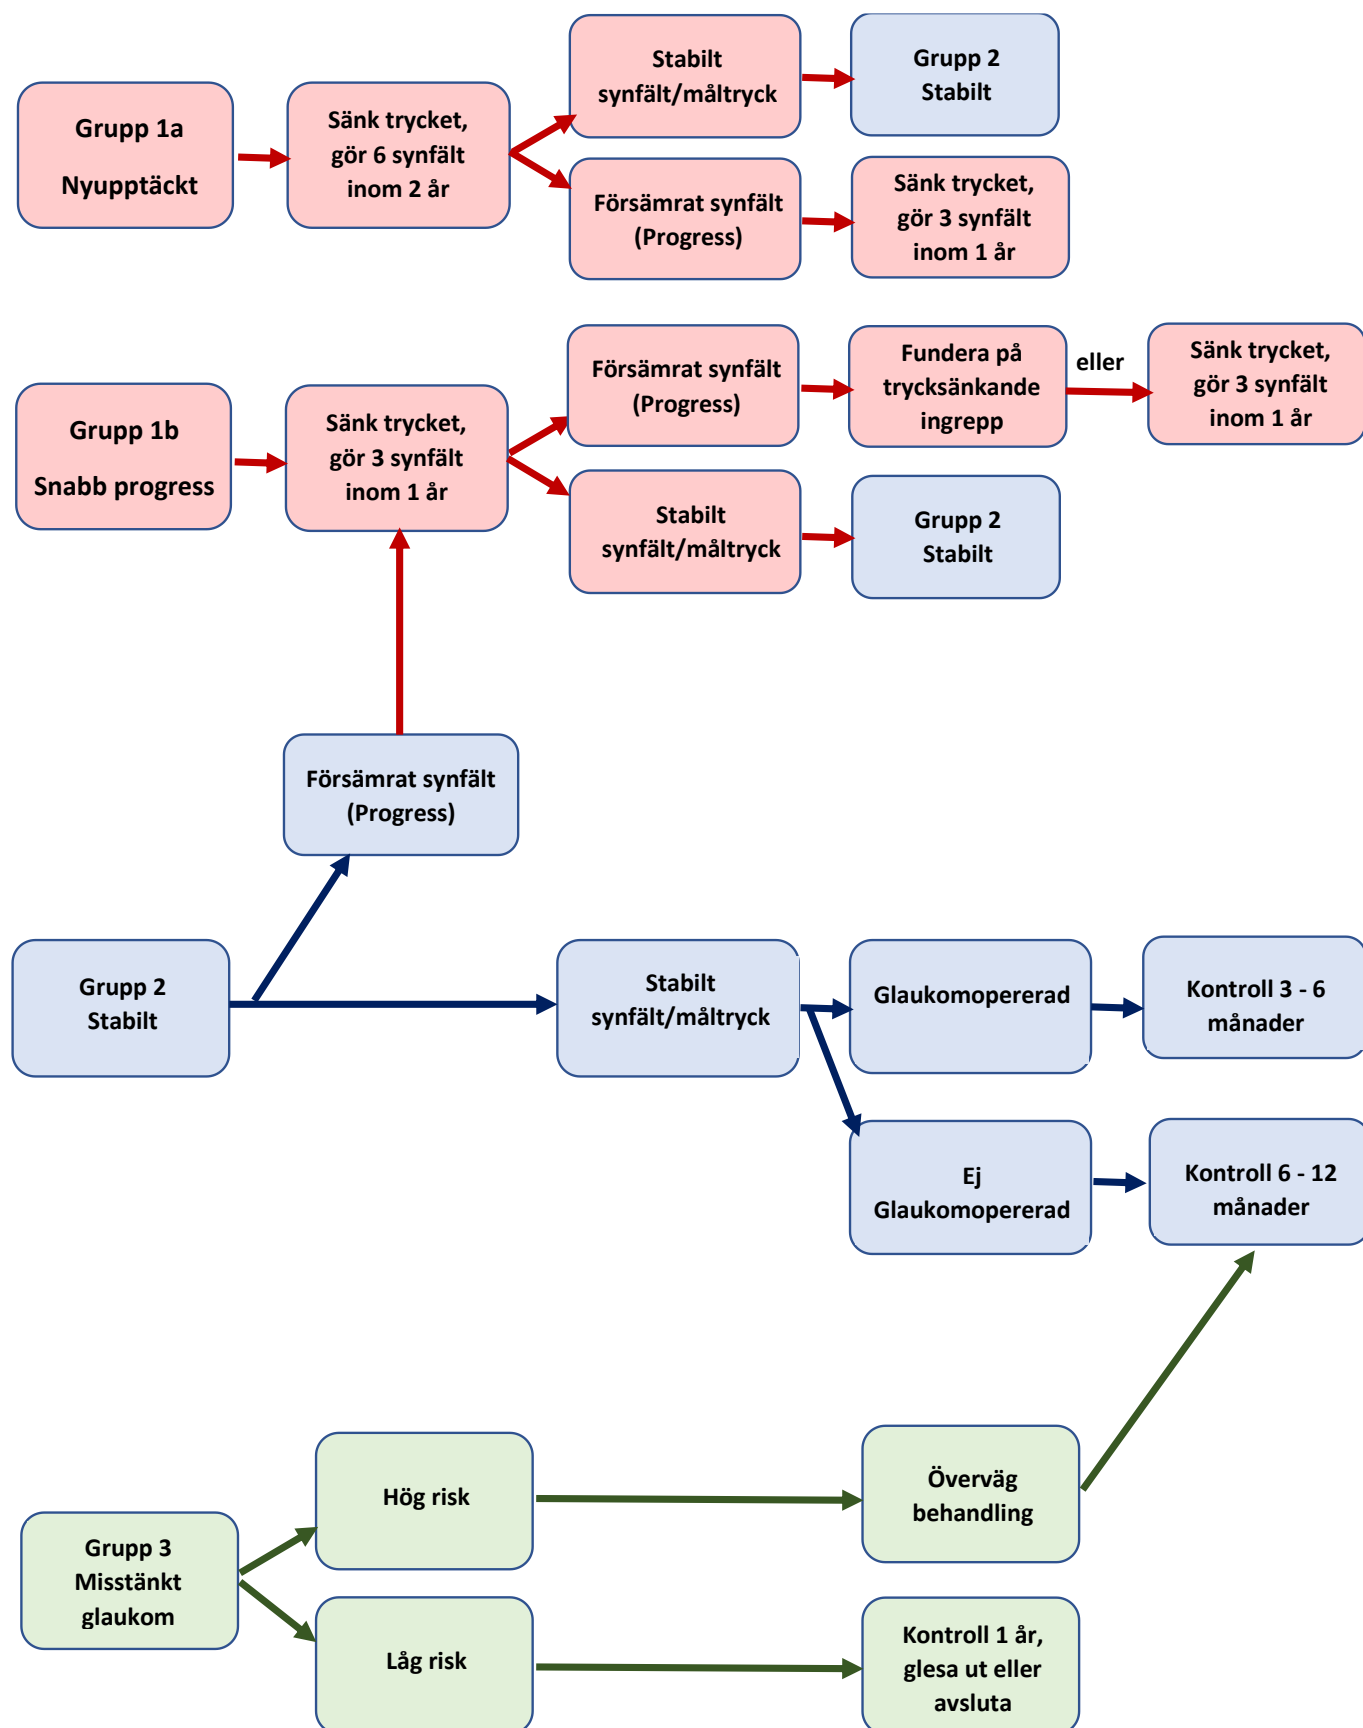 Stabilt
synfält/måltryck
Grupp 2
Stabilt
Grupp 1a
Nyupptäckt
Sänk trycket,
gör 6 synfält
inom 2 år
Försämrat synfält
(Progress)
Sänk trycket,
gör 3 synfält
inom 1 år
Grupp 1b
Snabb progress
Sänk trycket,
gör 3 synfält
inom 1 år
Försämrat synfält
(Progress)
Fundera på
trycksänkande
ingrepp
eller
Sänk trycket,
gör 3 synfält
inom 1 år
Stabilt
synfält/måltryck
Grupp 2
Stabilt
Försämrat synfält
(Progress)
Grupp 2
Stabilt
Stabilt
synfält/måltryck
Glaukomopererad
Kontroll 3 - 6
månader
Ej
Glaukomopererad
Kontroll 6 - 12
månader
Grupp 3
Misstänkt
glaukom
Hög risk
Överväg
behandling
Låg risk
Kontroll 1 år,
glesa ut eller
avsluta